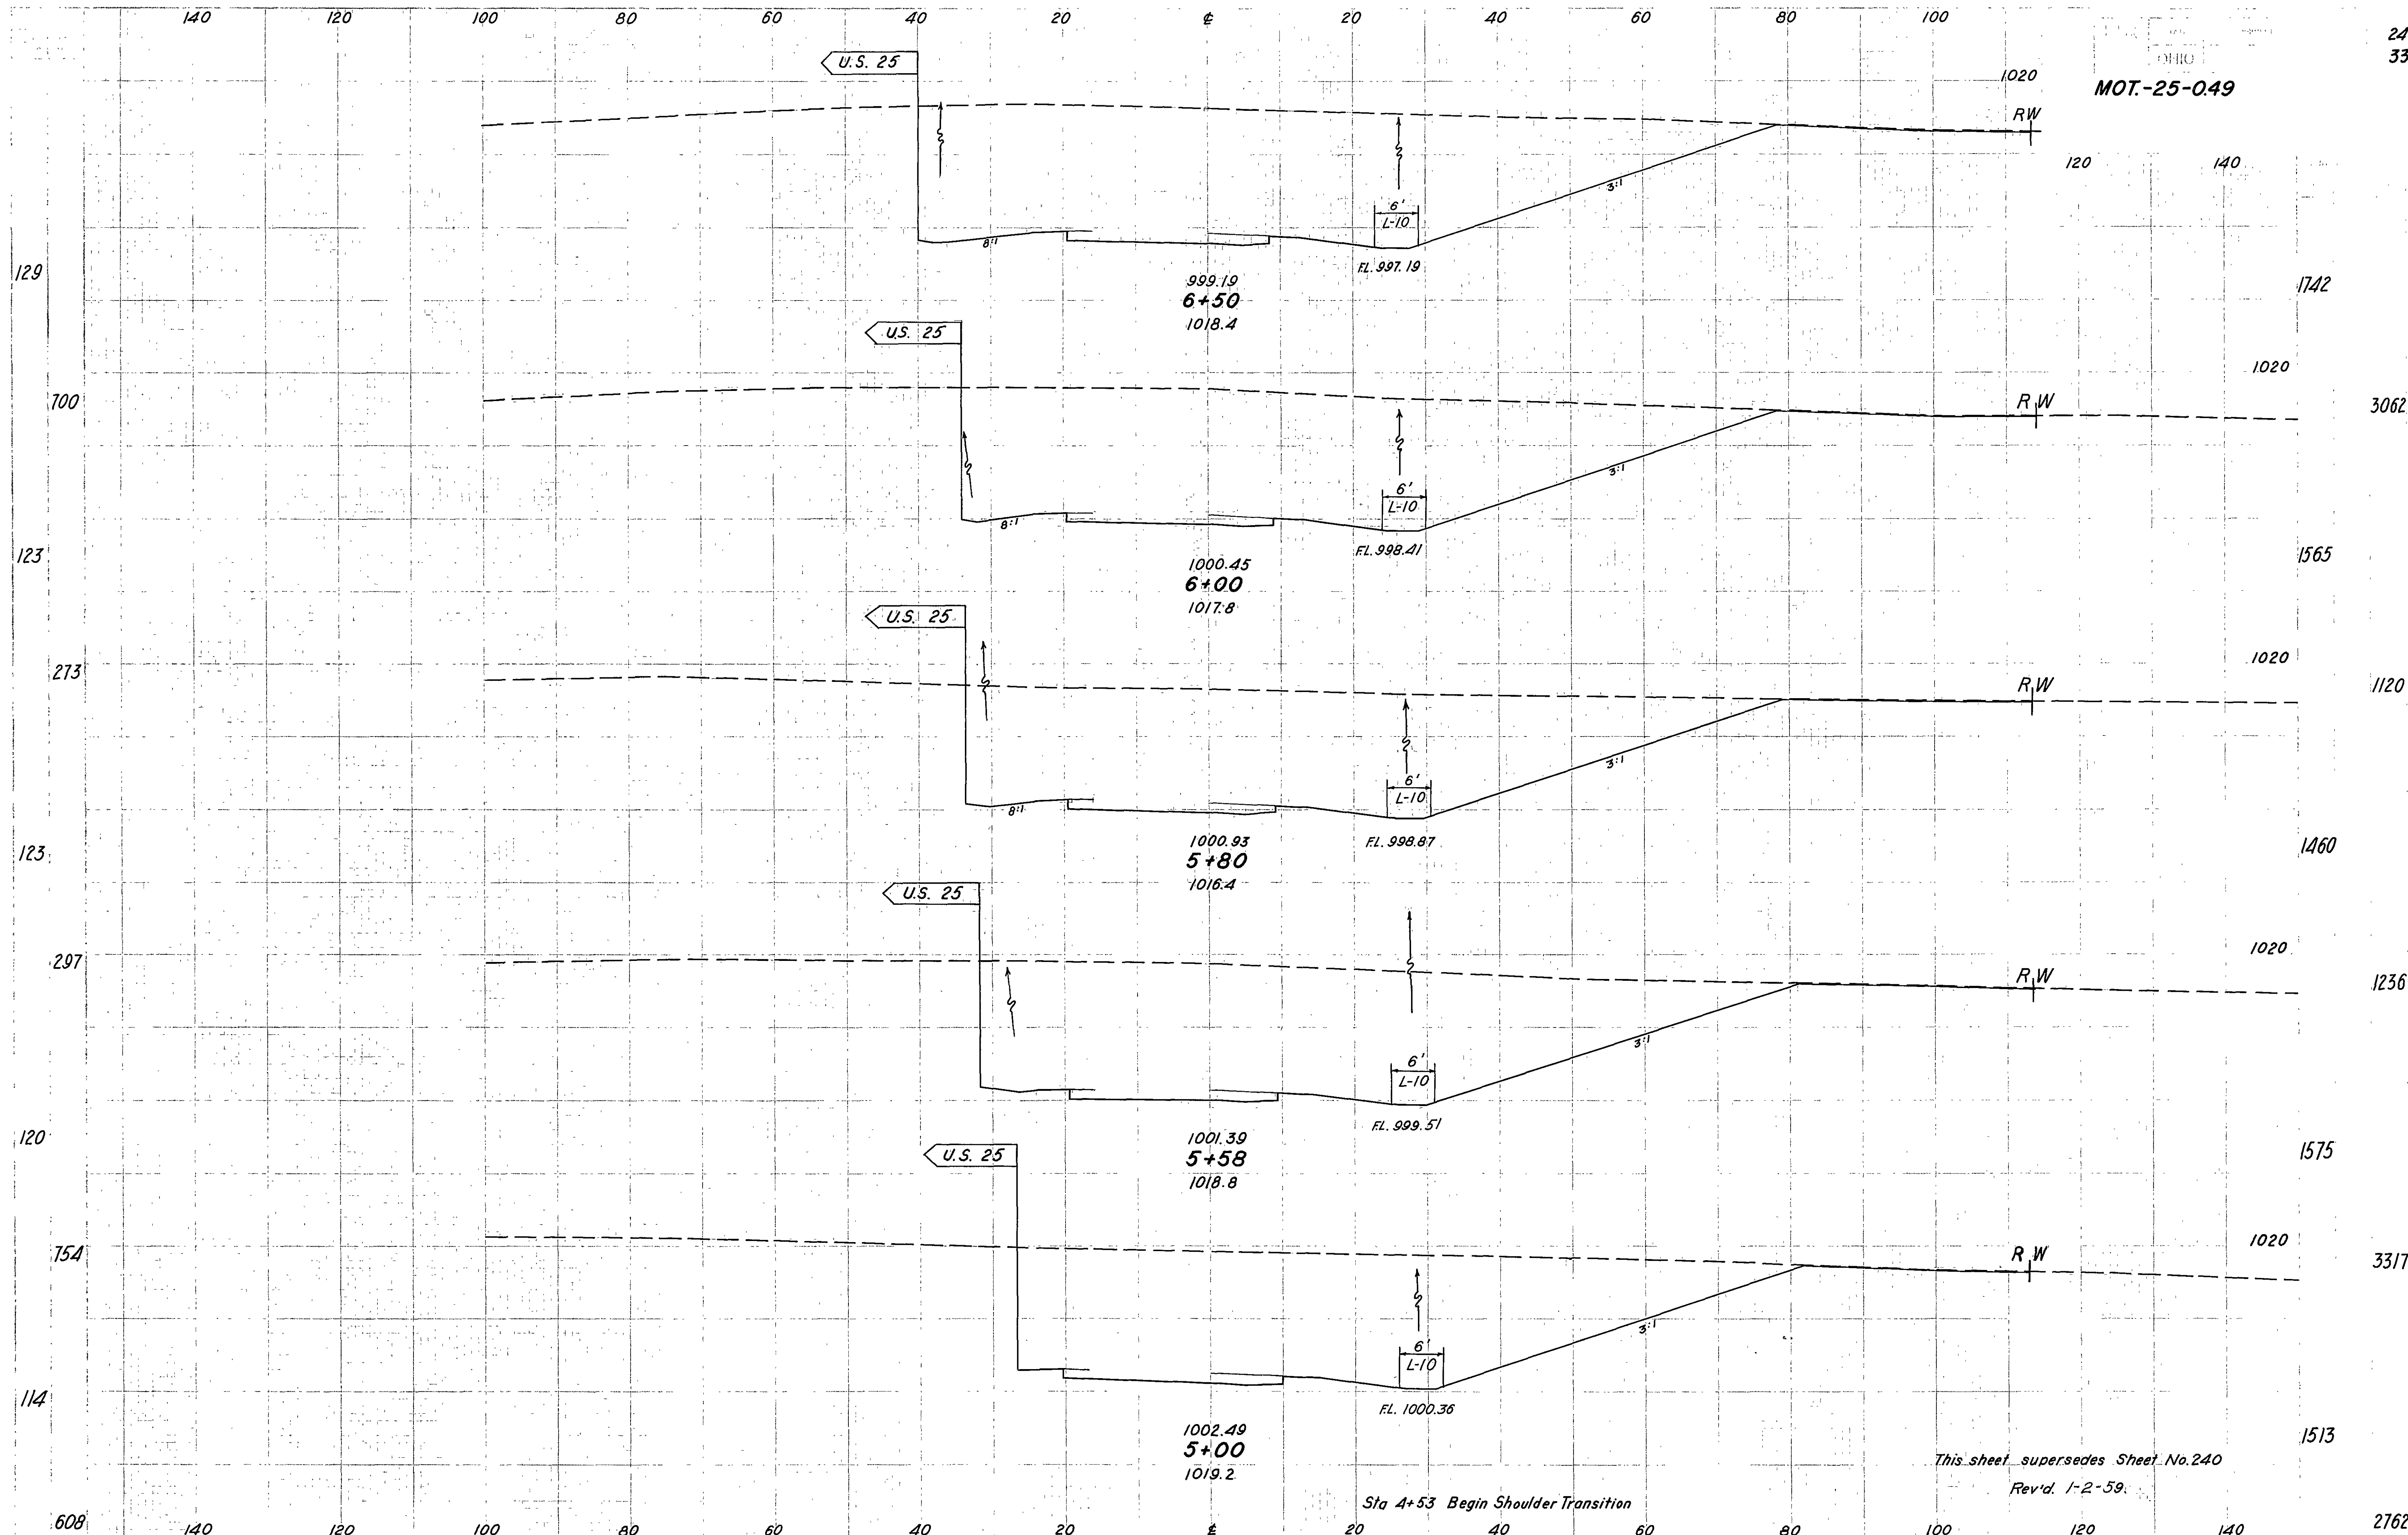 140 120 100 80 60 40 20 ℄ 20 40 60 80 100
24
33
OHIO
MOT.-25-0.49
U.S. 25
1020
RW
120 140
3:1
6'
L-10
8:1
F.L. 997.19
129
999.19
6+50
1018.4
1742
U.S. 25
1020
700
R W
3062
3:1
6'
L-10
8:1
F.L. 998.41
123
1000.45
6+00
1017.8
1565
U.S. 25
1020
273
R W
1120
3:1
6'
L-10
8:1
F.L. 998.87
123
1000.93
5+80
1016.4
1460
U.S. 25
1020
297
R W
1236
3:1
6'
L-10
F.L. 999.51
120
1001.39
5+58
1018.8
1575
U.S. 25
1020
754
R W
3317
3:1
6'
L-10
F.L. 1000.36
114
1002.49
5+00
1019.2
1513
This sheet supersedes Sheet No. 240
Rev'd. 1-2-59.
Sta 4+53 Begin Shoulder Transition
608
2762
140 120 100 80 60 40 20 ℄ 20 40 60 80 100 120 140